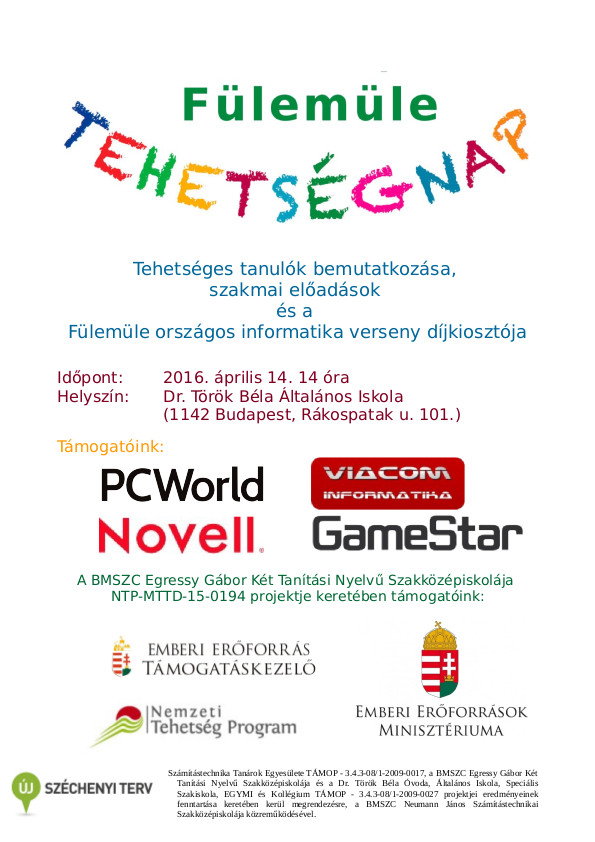 Fülemüle
TEHETSÉGNAP
Tehetséges tanulók bemutatkozása,
szakmai előadások
és a
Fülemüle országos informatika verseny díjkiosztója
Időpont: 2016. április 14. 14 óra
Helyszín: Dr. Török Béla Általános Iskola
(1142 Budapest, Rákospatak u. 101.)
Támogatóink:
PCWorld
VIACOM
INFORMATIKA
Novell®
GameStar
A BMSZC Egressy Gábor Két Tanítási Nyelvű Szakközépiskolája
NTP-MTTD-15-0194 projektje keretében támogatóink:
EMBERI ERŐFORRÁS
TÁMOGATÁSKEZELŐ
Nemzeti
Tehetség Program
EMBERI ERŐFORRÁSOK
MINISZTÉRIUMA
ÚJ SZÉCHENYI TERV
Számítástechnika Tanárok Egyesülete TÁMOP - 3.4.3-08/1-2009-0017, a BMSZC Egressy Gábor Két
Tanítási Nyelvű Szakközépiskolája és a Dr. Török Béla Óvoda, Általános Iskola, Speciális
Szakiskola, EGYMI és Kollégium TÁMOP - 3.4.3-08/1-2009-0027 projektjei eredményeinek
fenntartása keretében kerül megrendezésre, a BMSZC Neumann János Számítástechnikai
Szakközépiskolája közreműködésével.